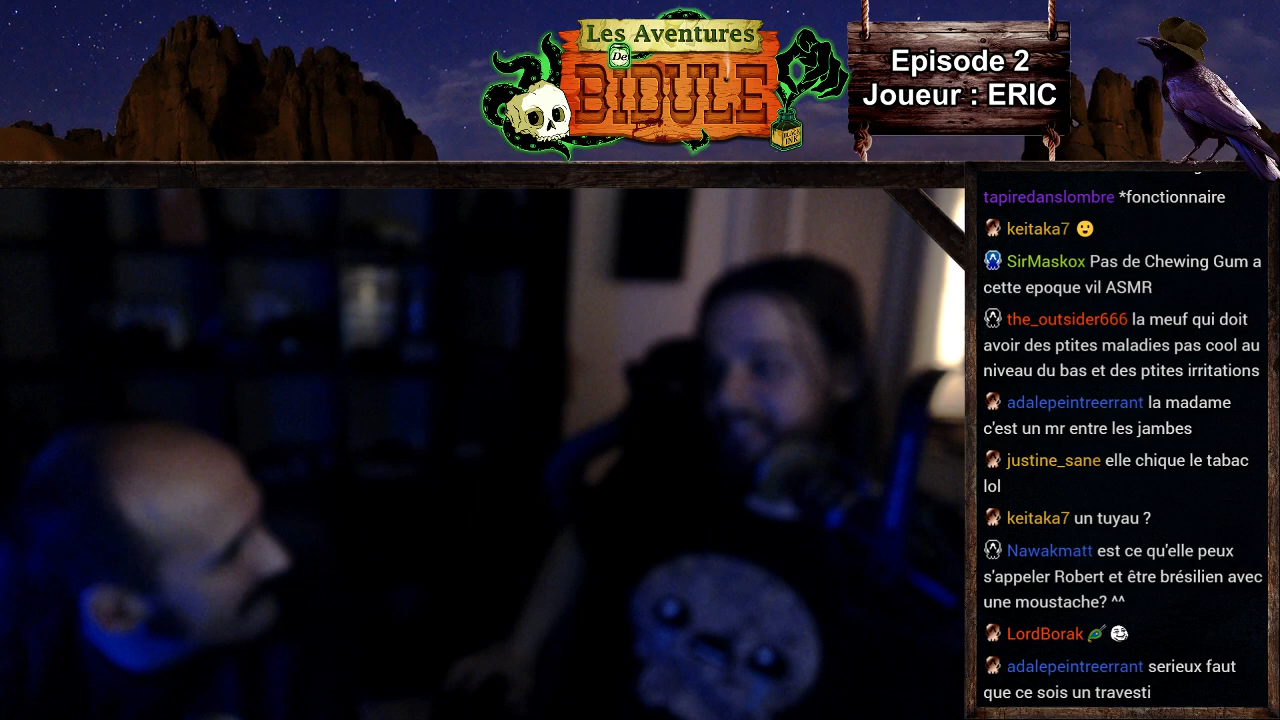 Les Aventures
De
BIDULE
BLACK
INK
Episode 2
Joueur : ERIC
tapiredanslombre *fonctionnaire
keitaka7
SirMaskox Pas de Chewing Gum a
cette epoque vil ASMR
the_outsider666 la meuf qui doit
avoir des ptites maladies pas cool au
niveau du bas et des ptites irritations
adalepeintreerrant la madame
c'est un mr entre les jambes
justine_sane elle chique le tabac
lol
keitaka7 un tuyau ?
Nawakmatt est ce qu'elle peux
s'appeler Robert et être brésilien avec
une moustache? ^^
LordBorak
adalepeintreerrant serieux faut
que ce sois un travesti